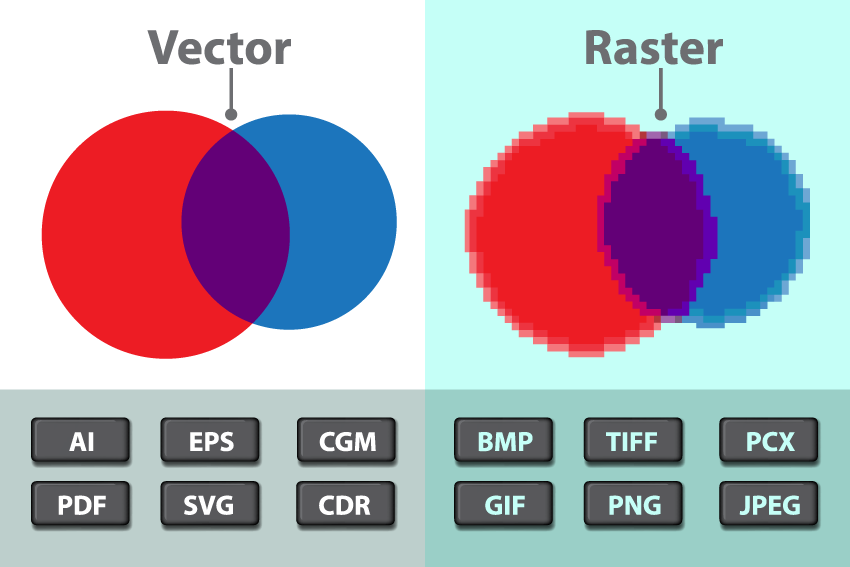 Vector
Raster
AI EPS CGM
PDF SVG CDR
BMP TIFF PCX
GIF PNG JPEG